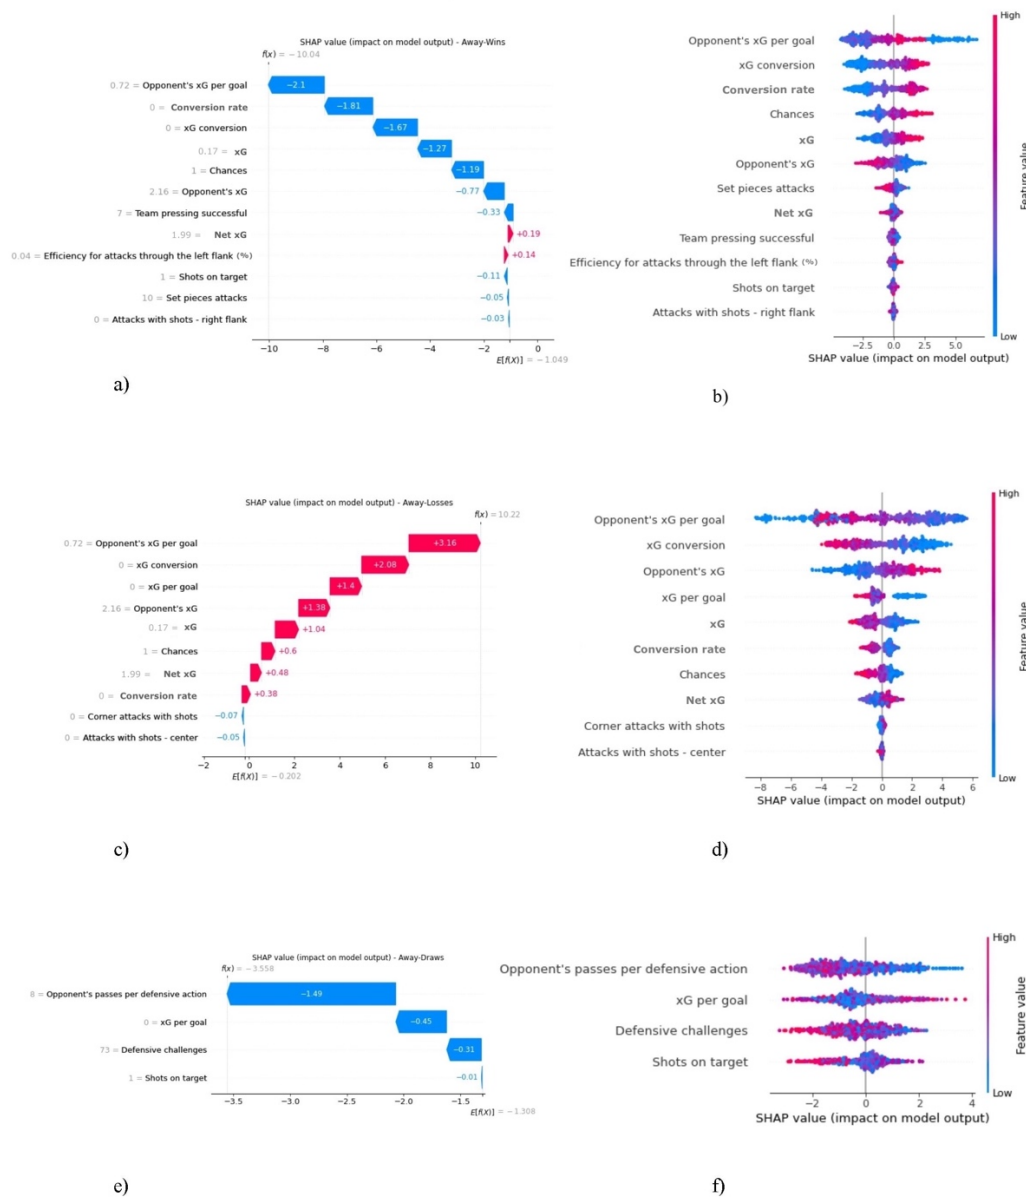 SHAP value (impact on model output) - Away-Wins
f(x) = −10.04
0.72 = Opponent's xG per goal −2.1
0 = Conversion rate −1.81
0 = xG conversion −1.67
0.17 = xG −1.27
1 = Chances −1.19
2.16 = Opponent's xG −0.77
7 = Team pressing successful −0.33
1.99 = Net xG +0.19
0.04 = Efficiency for attacks through the left flank (%) +0.14
1 = Shots on target −0.11
10 = Set pieces attacks −0.05
0 = Attacks with shots - right flank −0.03
−10 −8 −6 −4 −2 0
E[f(X)] = −1.049
a)
High
Opponent's xG per goal
xG conversion
Conversion rate
Chances
xG
Opponent's xG
Set pieces attacks
Net xG
Team pressing successful
Efficiency for attacks through the left flank (%)
Shots on target
Attacks with shots - right flank
Feature value
Low
−2.5 0.0 2.5 5.0
SHAP value (impact on model output)
b)
SHAP value (impact on model output) - Away-Losses
f(x) = 10.22
0.72 = Opponent's xG per goal +3.16
0 = xG conversion +2.08
0 = xG per goal +1.4
2.16 = Opponent's xG +1.38
0.17 = xG +1.04
1 = Chances +0.6
1.99 = Net xG +0.48
0 = Conversion rate +0.38
0 = Corner attacks with shots −0.07
0 = Attacks with shots - center −0.05
−2 0 2 4 6 8 10
E[f(X)] = −0.202
c)
High
Opponent's xG per goal
xG conversion
Opponent's xG
xG per goal
xG
Conversion rate
Chances
Net xG
Corner attacks with shots
Attacks with shots - center
Feature value
Low
−8 −6 −4 −2 0 2 4 6
SHAP value (impact on model output)
d)
SHAP value (impact on model output) - Away-Draws
f(x) = −3.558
8 = Opponent's passes per defensive action −1.49
0 = xG per goal −0.45
73 = Defensive challenges −0.31
1 = Shots on target −0.01
−3.5 −3.0 −2.5 −2.0 −1.5
E[f(X)] = −1.308
e)
High
Opponent's passes per defensive action
xG per goal
Defensive challenges
Shots on target
Feature value
Low
−2 0 2 4
SHAP value (impact on model output)
f)